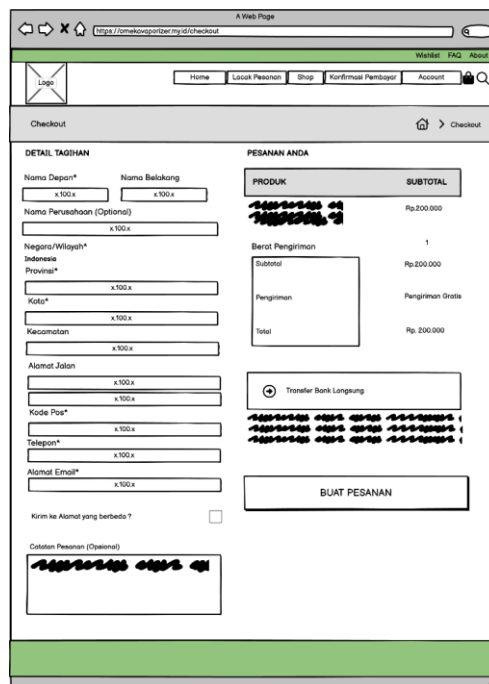 A Web Page
https://omekavaporizer.my.id/checkout
Wishlist FAQ About
Logo
Home Lacak Pesanan Shop Konfirmasi Pembayar Account
Checkout
> Checkout
DETAIL TAGIHAN
Nama Depan* Nama Belakang
x.100.x x.100.x
Nama Perusahaan (Optional)
x.100.x
Negara/Wilayah*
Indonesia
Provinsi*
x.100.x
Kota*
x.100.x
Kecamatan
x.100.x
Alamat Jalan
x.100.x
x.100.x
Kode Pos*
x.100.x
Telepon*
x.100.x
Alamat Email*
x.100.x
Kirim ke Alamat yang berbeda ?
Catatan Pesanan (Opsional)
PESANAN ANDA
PRODUK SUBTOTAL
Rp.200.000
Berat Pengiriman 1
Subtotal Rp.200.000
Pengiriman Pengiriman Gratis
Total Rp. 200.000
Transfer Bank Langsung
BUAT PESANAN